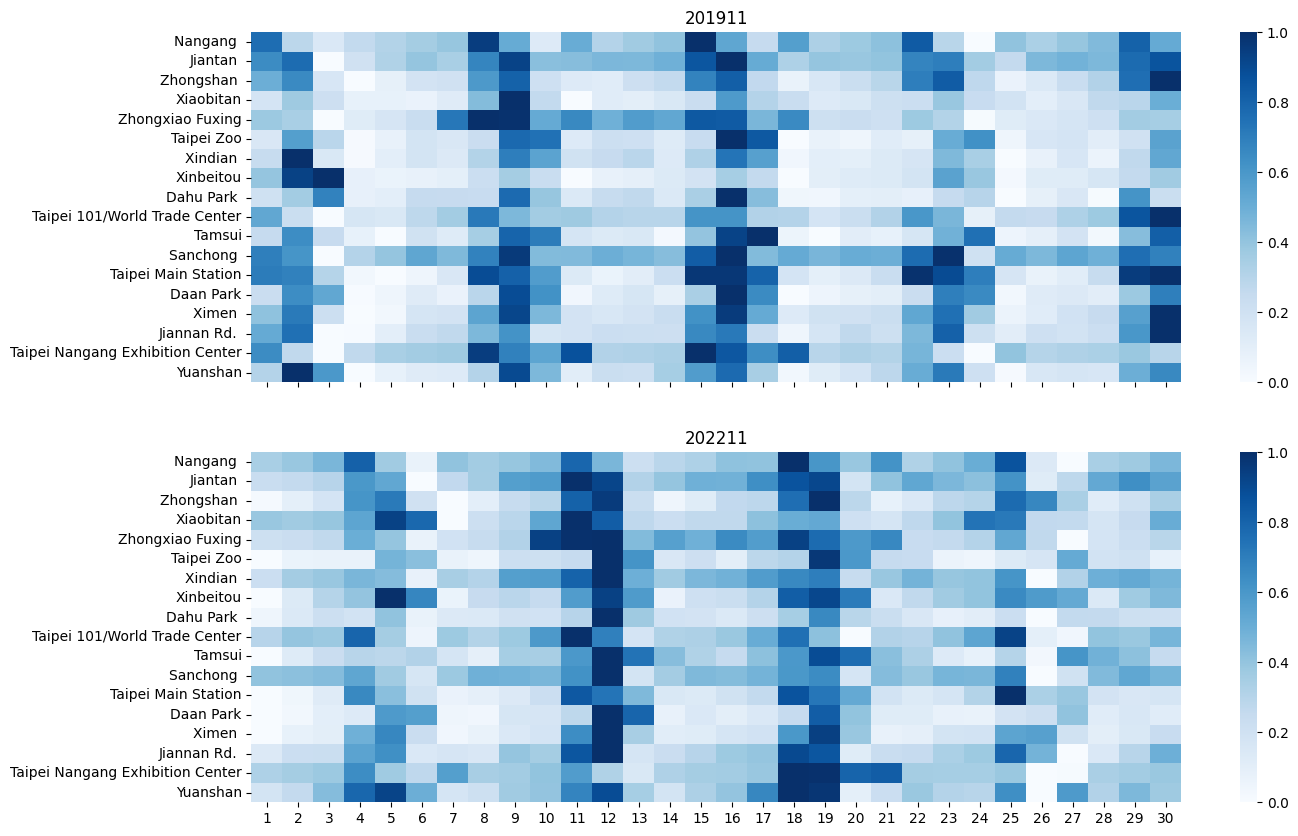 201911
Nangang
Jiantan
Zhongshan
Xiaobitan
Zhongxiao Fuxing
Taipei Zoo
Xindian
Xinbeitou
Dahu Park
Taipei 101/World Trade Center
Tamsui
Sanchong
Taipei Main Station
Daan Park
Ximen
Jiannan Rd.
Taipei Nangang Exhibition Center
Yuanshan
1.0
0.8
0.6
0.4
0.2
0.0
202211
Nangang
Jiantan
Zhongshan
Xiaobitan
Zhongxiao Fuxing
Taipei Zoo
Xindian
Xinbeitou
Dahu Park
Taipei 101/World Trade Center
Tamsui
Sanchong
Taipei Main Station
Daan Park
Ximen
Jiannan Rd.
Taipei Nangang Exhibition Center
Yuanshan
1 2 3 4 5 6 7 8 9 10 11 12 13 14 15 16 17 18 19 20 21 22 23 24 25 26 27 28 29 30
1.0
0.8
0.6
0.4
0.2
0.0